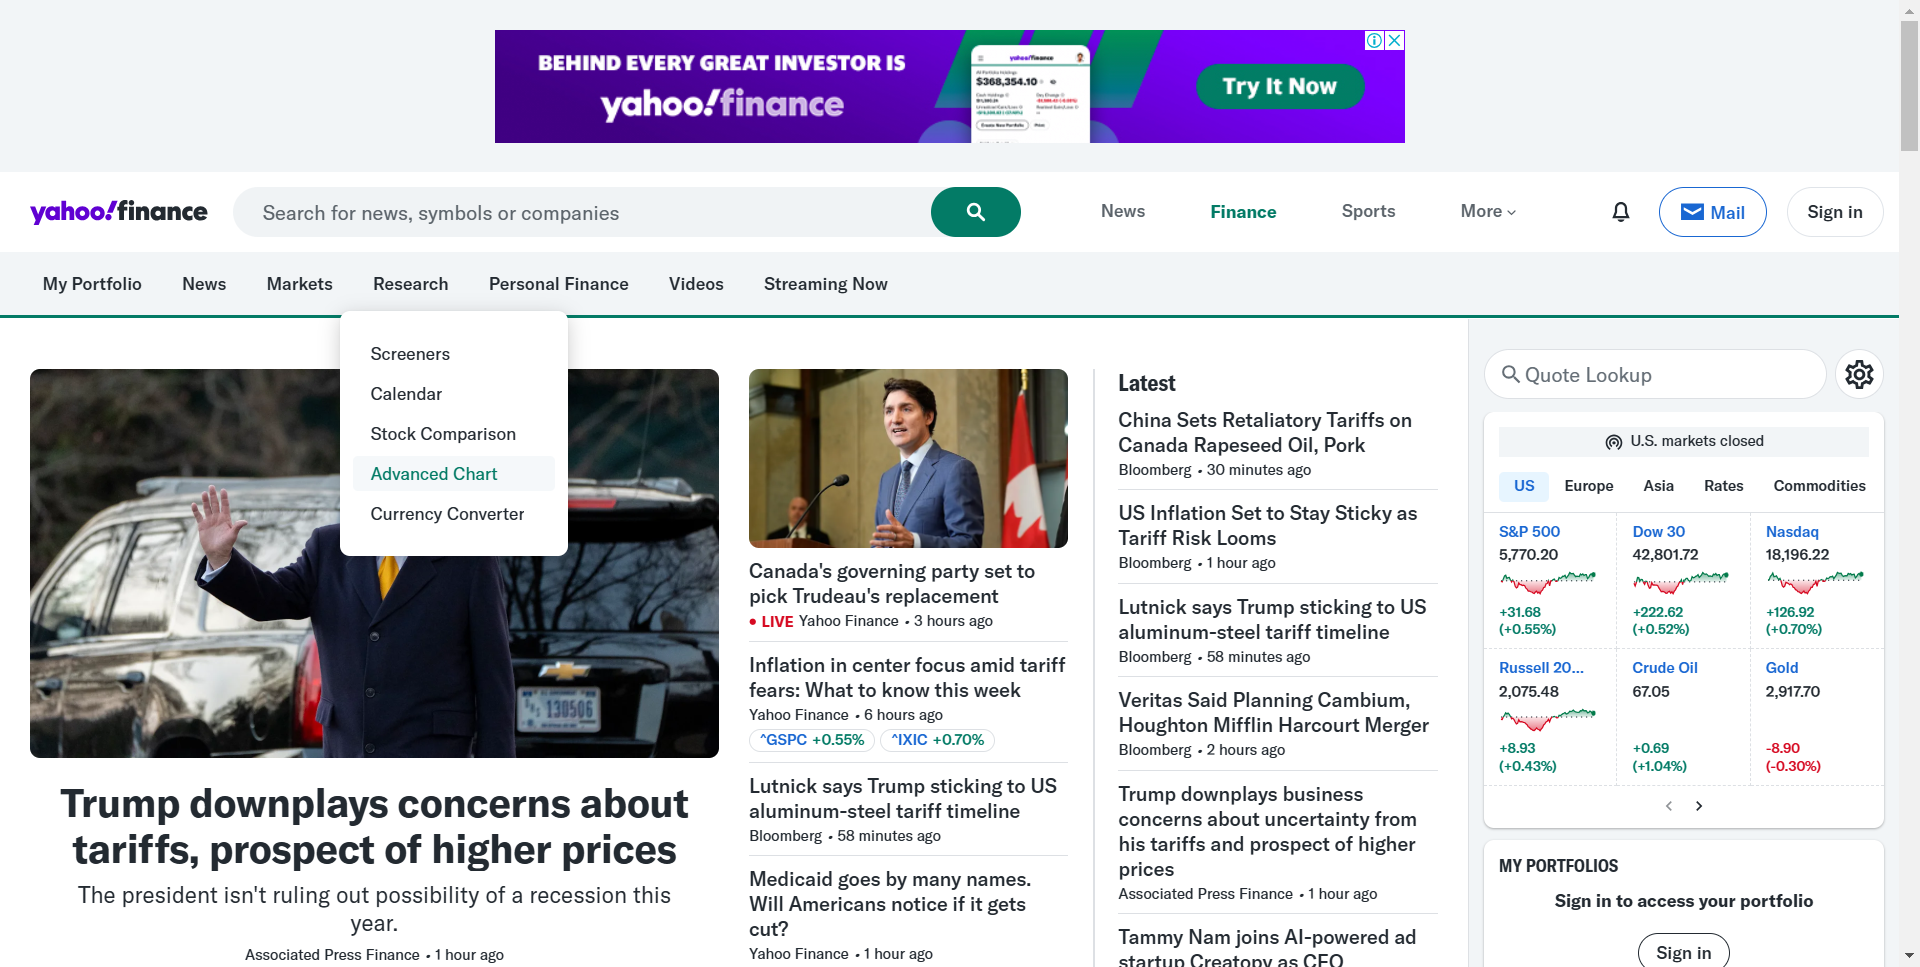 BEHIND EVERY GREAT INVESTOR IS
yahoo!finance
yahoo!finance
$368,354.10
Try It Now
yahoo!finance
Search for news, symbols or companies
News
Finance
Sports
More
Mail
Sign in
My Portfolio
News
Markets
Research
Personal Finance
Videos
Streaming Now
Screeners
Calendar
Stock Comparison
Advanced Chart
Currency Converter
130506
Trump downplays concerns about
tariffs, prospect of higher prices
The president isn't ruling out possibility of a recession this
year.
Associated Press Finance • 1 hour ago
Canada's governing party set to
pick Trudeau's replacement
• LIVE Yahoo Finance • 3 hours ago
Inflation in center focus amid tariff
fears: What to know this week
Yahoo Finance • 6 hours ago
^GSPC +0.55% ^IXIC +0.70%
Lutnick says Trump sticking to US
aluminum-steel tariff timeline
Bloomberg • 58 minutes ago
Medicaid goes by many names.
Will Americans notice if it gets
cut?
Yahoo Finance • 1 hour ago
Latest
China Sets Retaliatory Tariffs on
Canada Rapeseed Oil, Pork
Bloomberg • 30 minutes ago
US Inflation Set to Stay Sticky as
Tariff Risk Looms
Bloomberg • 1 hour ago
Lutnick says Trump sticking to US
aluminum-steel tariff timeline
Bloomberg • 58 minutes ago
Veritas Said Planning Cambium,
Houghton Mifflin Harcourt Merger
Bloomberg • 2 hours ago
Trump downplays business
concerns about uncertainty from
his tariffs and prospect of higher
prices
Associated Press Finance • 1 hour ago
Tammy Nam joins AI-powered ad
startup Creatopy as CEO
Quote Lookup
U.S. markets closed
US Europe Asia Rates Commodities
S&P 500
5,770.20
+31.68
(+0.55%)
Dow 30
42,801.72
+222.62
(+0.52%)
Nasdaq
18,196.22
+126.92
(+0.70%)
Russell 20...
2,075.48
+8.93
(+0.43%)
Crude Oil
67.05
+0.69
(+1.04%)
Gold
2,917.70
-8.90
(-0.30%)
MY PORTFOLIOS
Sign in to access your portfolio
Sign in